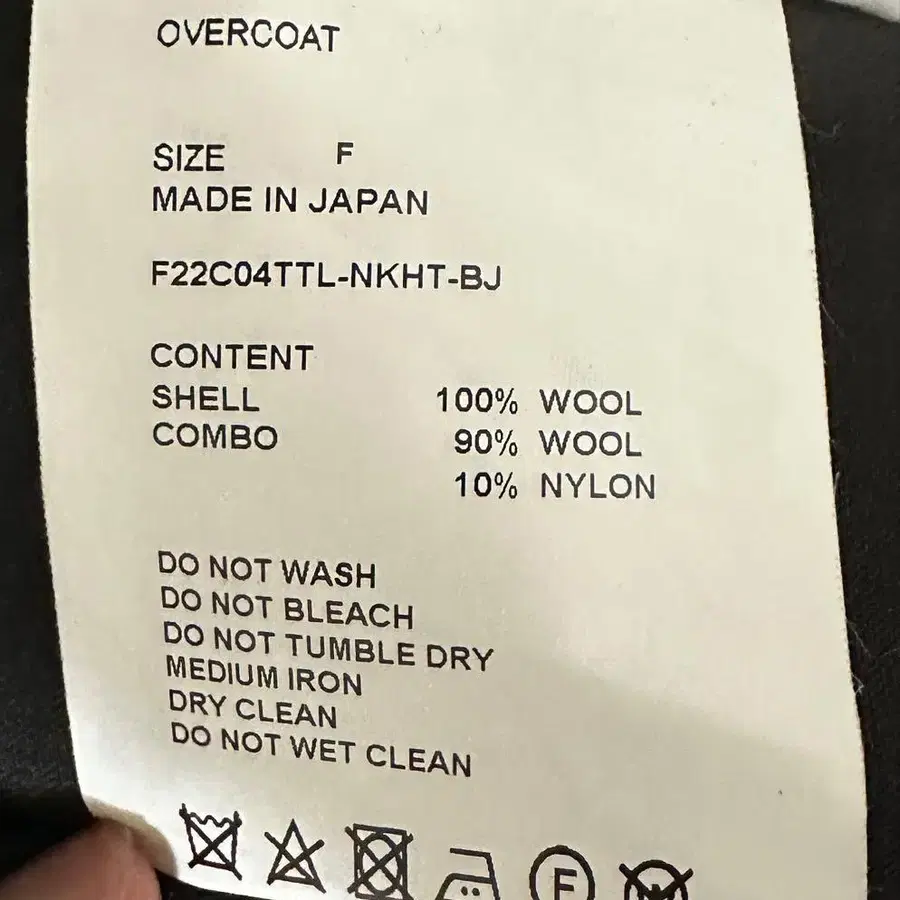 OVERCOAT
SIZE F
MADE IN JAPAN
F22C04TTL-NKHT-BJ
CONTENT
SHELL 100% WOOL
COMBO 90% WOOL
10% NYLON
DO NOT WASH
DO NOT BLEACH
DO NOT TUMBLE DRY
MEDIUM IRON
DRY CLEAN
DO NOT WET CLEAN
F W